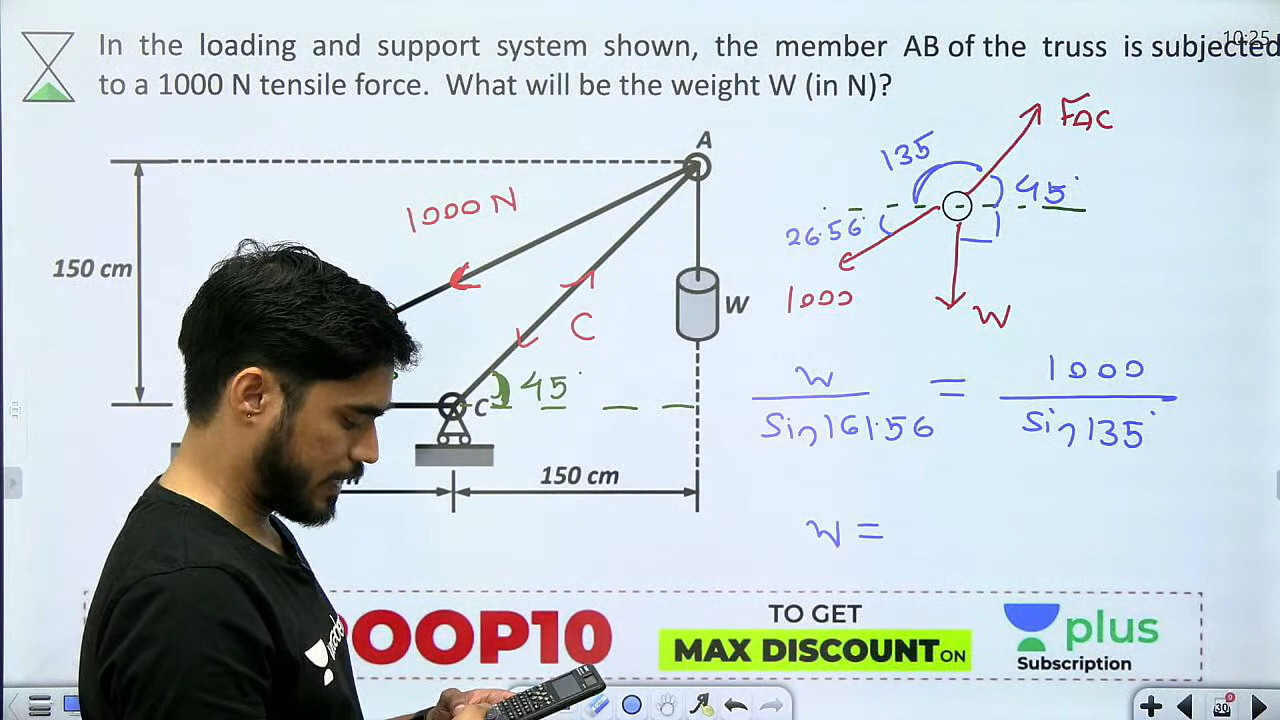 10:25
In the loading and support system shown, the member AB of the truss is subjected
to a 1000 N tensile force. What will be the weight W (in N)?
A
1000 N
150 cm
W
C
45°
C
150 cm
FAC
135
45°
26.56
1000
W
W / Sin 161.56 = 1000 / Sin 135°
W =
OOP10
TO GET
MAX DISCOUNT ON
plus
Subscription
30